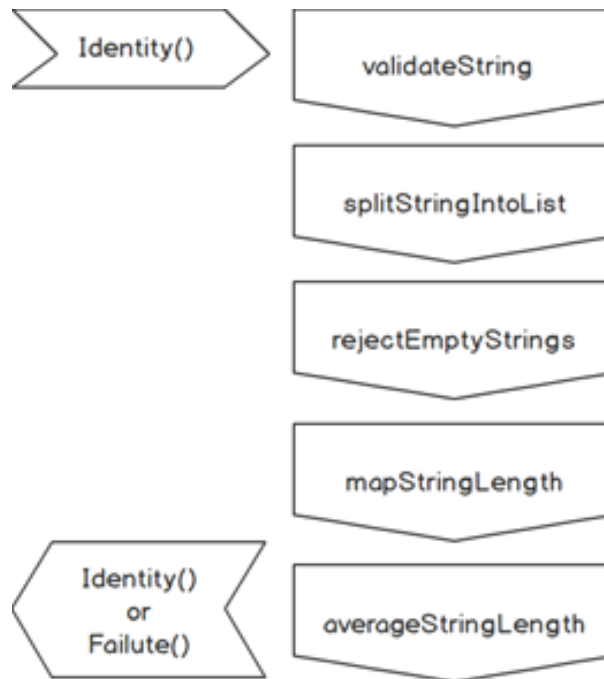 Identity()
validateString
splitStringIntoList
rejectEmptyStrings
mapStringLength
Identity()
or
Failute()
averageStringLength